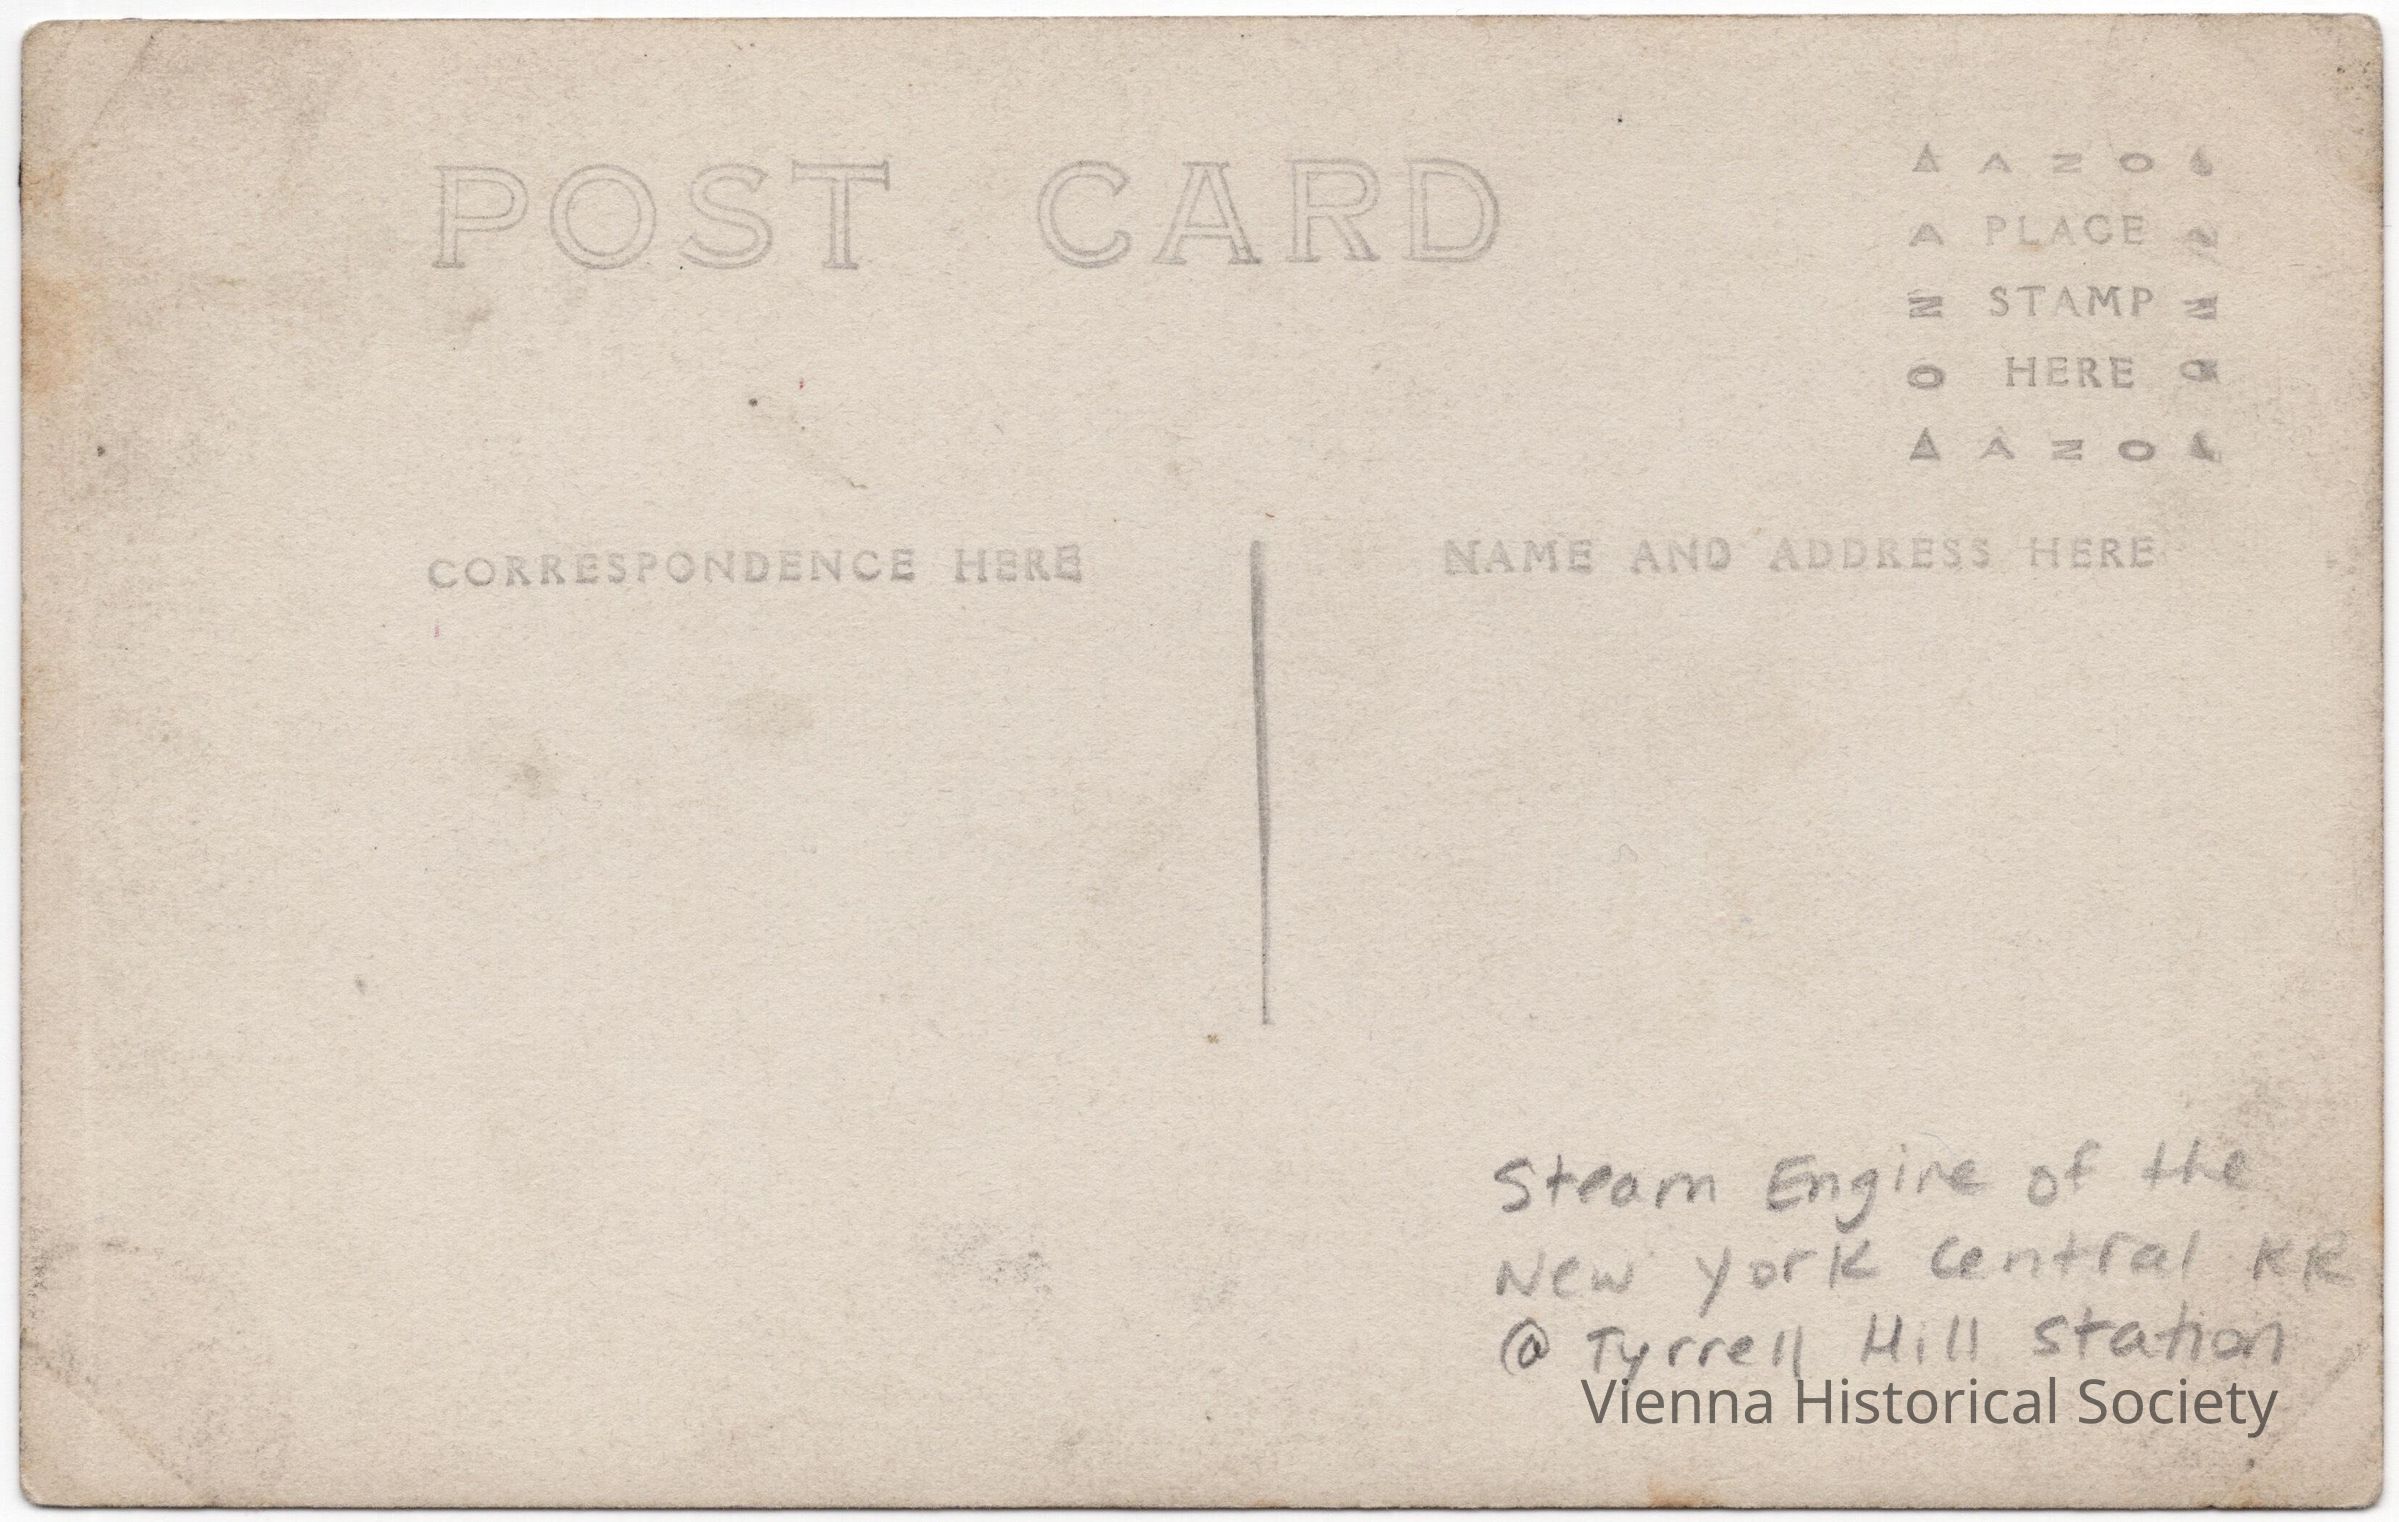 POST CARD
AZO
PLACE
STAMP
HERE
AZO
CORRESPONDENCE HERE
NAME AND ADDRESS HERE
Steam Engine of the
New York Central RR
@ Tyrrell Hill Station
Vienna Historical Society